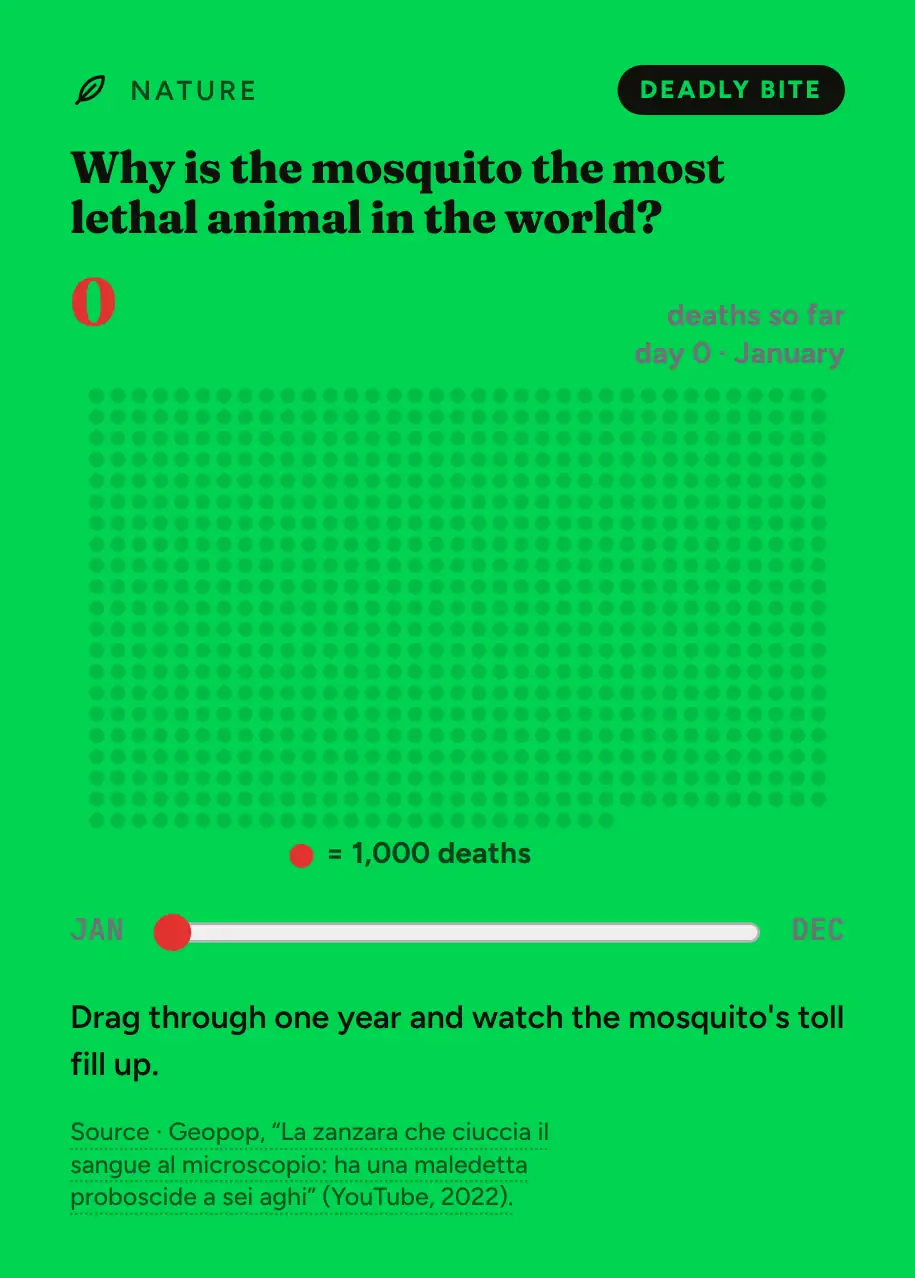 NATURE
DEADLY BITE
Why is the mosquito the most
lethal animal in the world?
0
deaths so far
day 0 · January
= 1,000 deaths
JAN
DEC
Drag through one year and watch the mosquito's toll
fill up.
Source · Geopop, “La zanzara che ciuccia il
sangue al microscopio: ha una maledetta
proboscide a sei aghi” (YouTube, 2022).